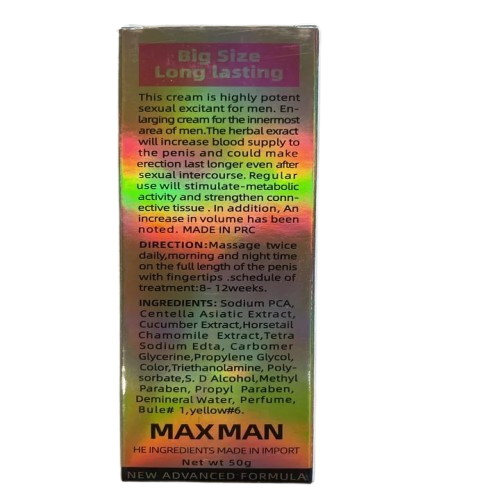 Big Size
Long lasting
This cream is highly potent
sexual excitant for men. En-
larging cream for the innermost
area of men.The herbal exract
will increase blood supply to
the penis and could make
erection last longer even after
sexual intercourse. Regular
use will stimulate-metabolic
activity and strengthen conn-
ective tissue . In addition, An
increase in volume has been
noted. MADE IN PRC
DIRECTION:Massage twice
daily,morning and night time
on the full length of the penis
with fingertips .schedule of
treatment:8- 12weeks.
INGREDIENTS: Sodium PCA,
Centella Asiatic Extract,
Cucumber Extract,Horsetail
Chamomile Extract,Tetra
Sodium Edta, Carbomer
Glycerine,Propylene Glycol,
Color,Triethanolamine, Poly-
sorbate,S. D Alcohol,Methyl
Paraben, Propyl Paraben,
Demineral Water, Perfume,
Bule# 1,yellow#6.
MAXMAN
HE INGREDIENTS MADE IN IMPORT
Net wt 50g
NEW ADVANCED FORMULA